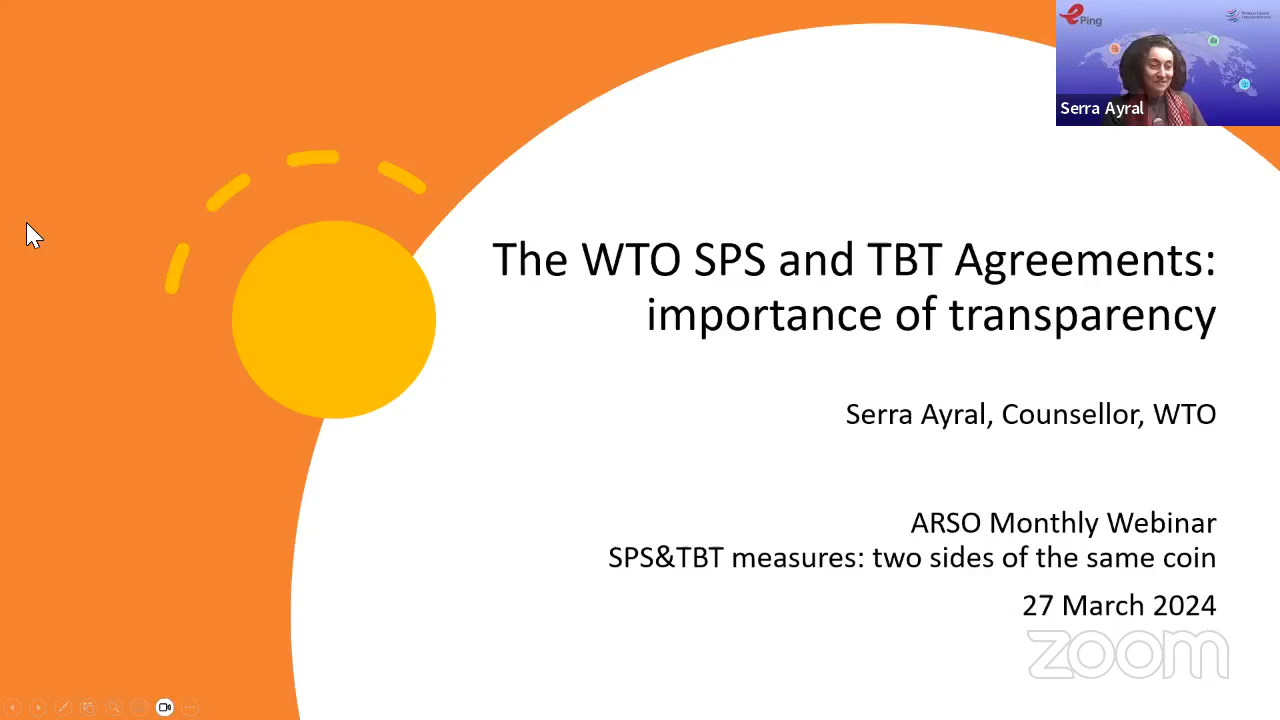 ePing
Serra Ayral
The WTO SPS and TBT Agreements:
importance of transparency
Serra Ayral, Counsellor, WTO
ARSO Monthly Webinar
SPS&TBT measures: two sides of the same coin
27 March 2024
zoom